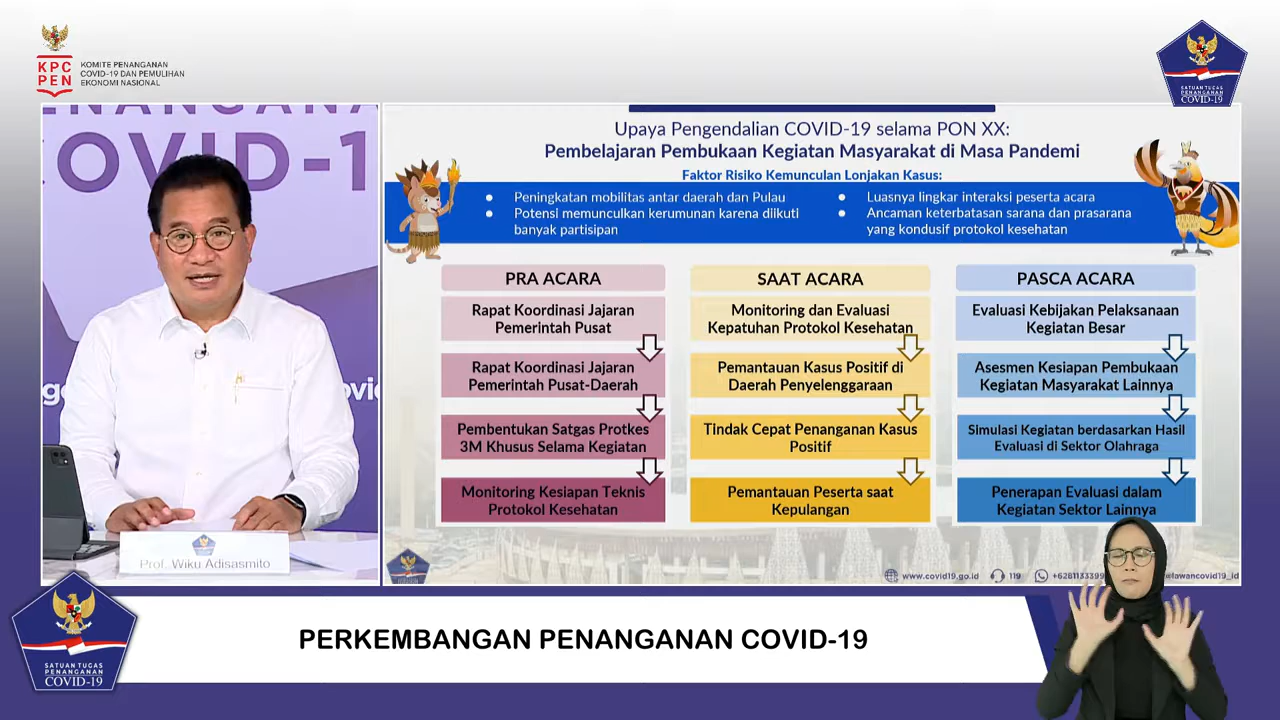 KPC
PEN
KOMITE PENANGANAN
COVID-19 DAN PEMULIHAN
EKONOMI NASIONAL
SATUAN TUGAS
PENANGANAN
COVID-19
ENANGANA
OVID-1
Prof. Wiku Adisasmito
Upaya Pengendalian COVID-19 selama PON XX:
Pembelajaran Pembukaan Kegiatan Masyarakat di Masa Pandemi
Faktor Risiko Kemunculan Lonjakan Kasus:
• Peningkatan mobilitas antar daerah dan Pulau
• Potensi memunculkan kerumunan karena diikuti
banyak partisipan
• Luasnya lingkar interaksi peserta acara
• Ancaman keterbatasan sarana dan prasarana
yang kondusif protokol kesehatan
PRA ACARA
Rapat Koordinasi Jajaran
Pemerintah Pusat
Rapat Koordinasi Jajaran
Pemerintah Pusat-Daerah
Pembentukan Satgas Protkes
3M Khusus Selama Kegiatan
Monitoring Kesiapan Teknis
Protokol Kesehatan
SAAT ACARA
Monitoring dan Evaluasi
Kepatuhan Protokol Kesehatan
Pemantauan Kasus Positif di
Daerah Penyelenggaraan
Tindak Cepat Penanganan Kasus
Positif
Pemantauan Peserta saat
Kepulangan
PASCA ACARA
Evaluasi Kebijakan Pelaksanaan
Kegiatan Besar
Asesmen Kesiapan Pembukaan
Kegiatan Masyarakat Lainnya
Simulasi Kegiatan berdasarkan Hasil
Evaluasi di Sektor Olahraga
Penerapan Evaluasi dalam
Kegiatan Sektor Lainnya
www.covid19.go.id
119
+6281133399
lawancovid19_id
SATUAN TUGAS
PENANGANAN
COVID-19
PERKEMBANGAN PENANGANAN COVID-19